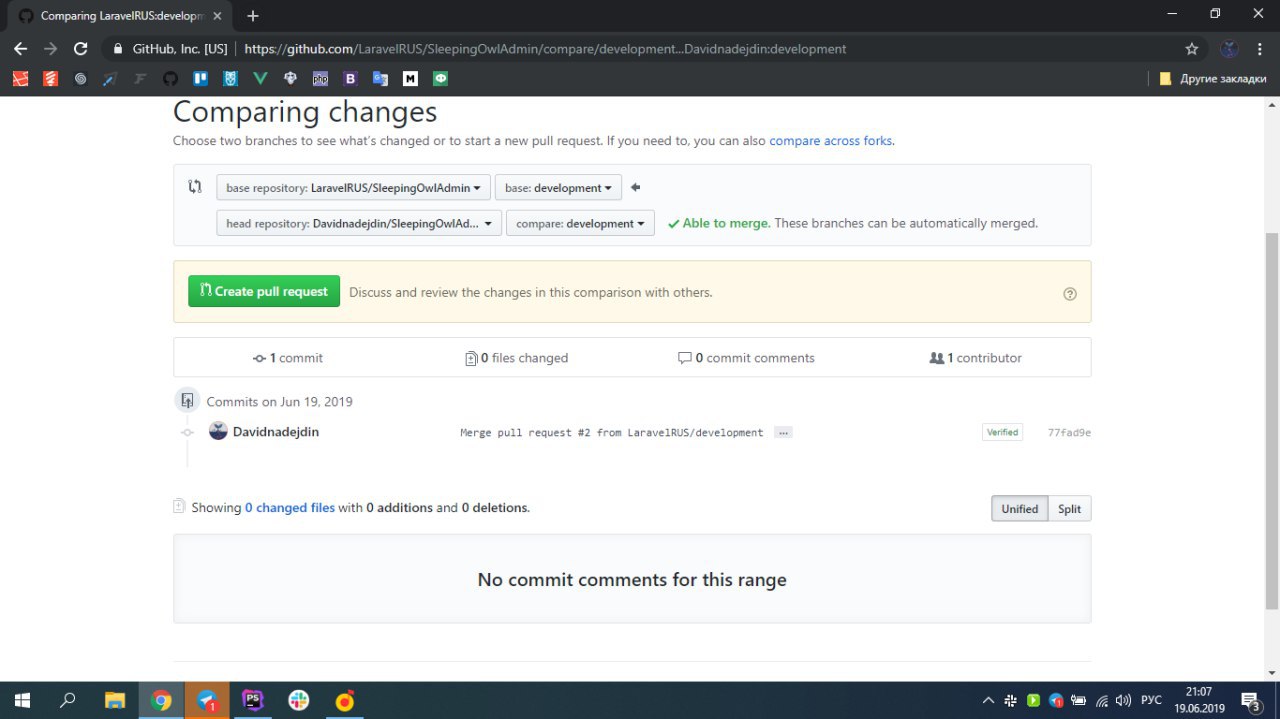 Comparing LaravelRUS:developm
GitHub, Inc. [US] https://github.com/LaravelRUS/SleepingOwlAdmin/compare/development...Davidnadejdin:development
php B M Другие закладки
Comparing changes
Choose two branches to see what's changed or to start a new pull request. If you need to, you can also compare across forks.
base repository: LaravelRUS/SleepingOwlAdmin base: development
head repository: Davidnadejdin/SleepingOwlAd... compare: development Able to merge. These branches can be automatically merged.
Create pull request Discuss and review the changes in this comparison with others.
1 commit 0 files changed 0 commit comments 1 contributor
Commits on Jun 19, 2019
Davidnadejdin Merge pull request #2 from LaravelRUS/development ... Verified 77fad9e
Showing 0 changed files with 0 additions and 0 deletions. Unified Split
No commit comments for this range
1 PS РУС 21:07
19.06.2019 3